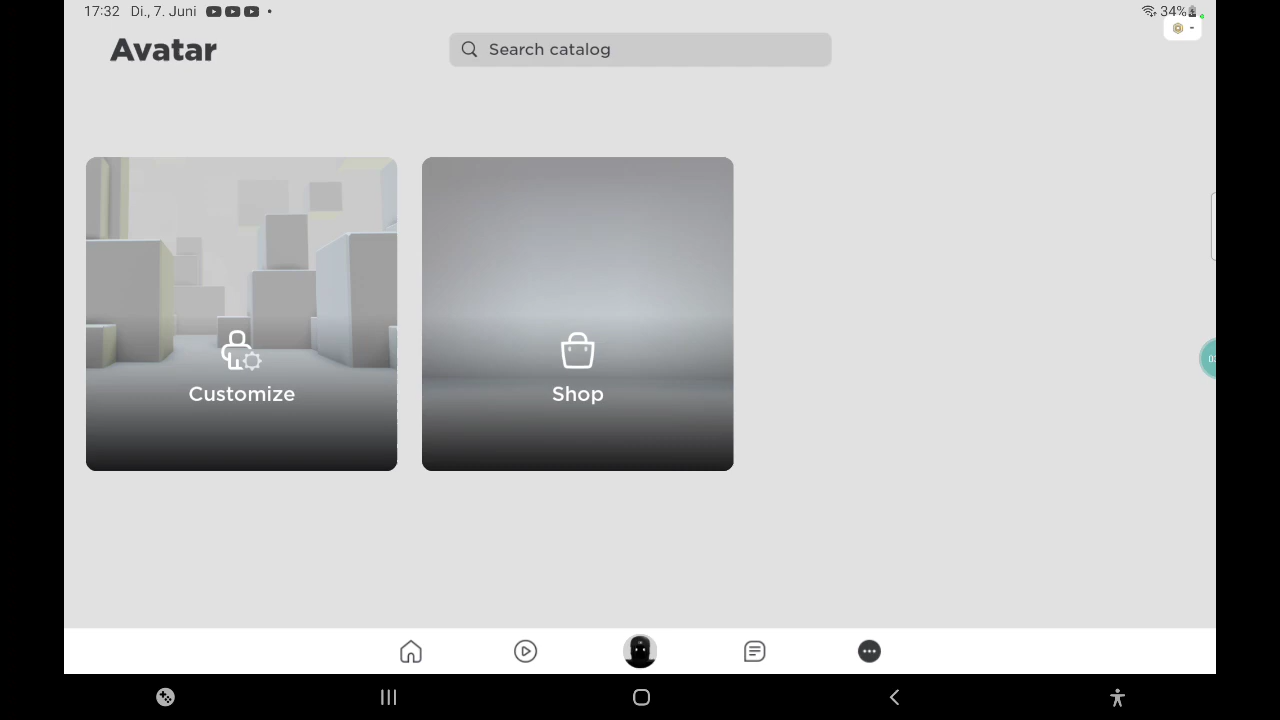 17:32 Di., 7. Juni
34%
-
Avatar
Search catalog
Customize
Shop